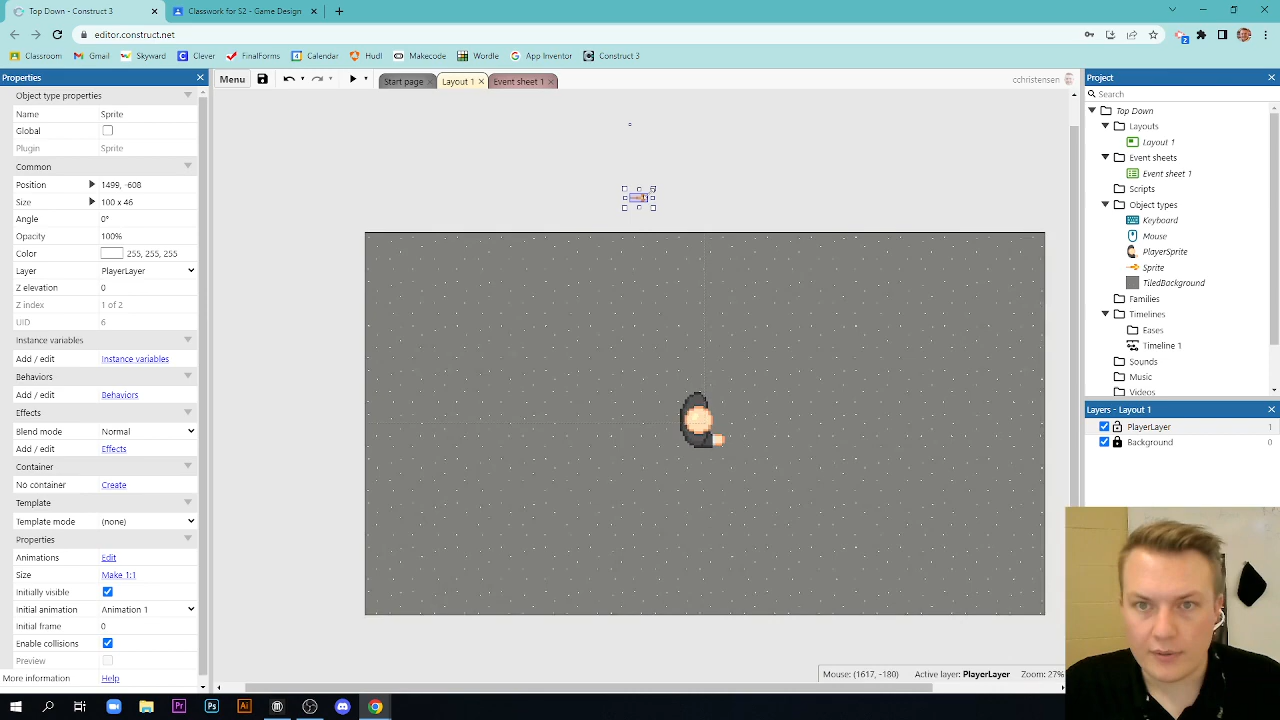 Top Down - Construct 3
Classwork for S2 - Game Design
editor.construct.net
Classroom
Gmail
Skyward
Clever
FinalForms
Calendar
Hudl
Makecode
Wordle
App Inventor
Construct 3
Properties
Menu
Start page
Layout 1
Event sheet 1
cchristensen
Project
Object type properties
Name
Sprite
Global
Plugin
Sprite
Common
Position
1499, -608
Size
100 x 46
Angle
0°
Opacity
100%
Color
255, 255, 255
Layer
PlayerLayer
Z elevation
0
Z index
1 of 2
UID
6
Instance variables
Add / edit
Instance variables
Behaviors
Add / edit
Behaviors
Effects
Blend mode
Normal
Add / edit
Effects
Container
No container
Create
Template
Template mode
(none)
Properties
Animations
Edit
Size
Make 1:1
Initially visible
Initial animation
Animation 1
Initial frame
0
Enable collisions
Preview
More information
Help
Search
Top Down
Layouts
Layout 1
Event sheets
Event sheet 1
Scripts
Object types
Keyboard
Mouse
PlayerSprite
Sprite
TiledBackground
Families
Timelines
Eases
Timeline 1
Sounds
Music
Videos
Layers - Layout 1
PlayerLayer
1
Background
0
Mouse: (1617, -180)
Active layer: PlayerLayer
Zoom: 27%